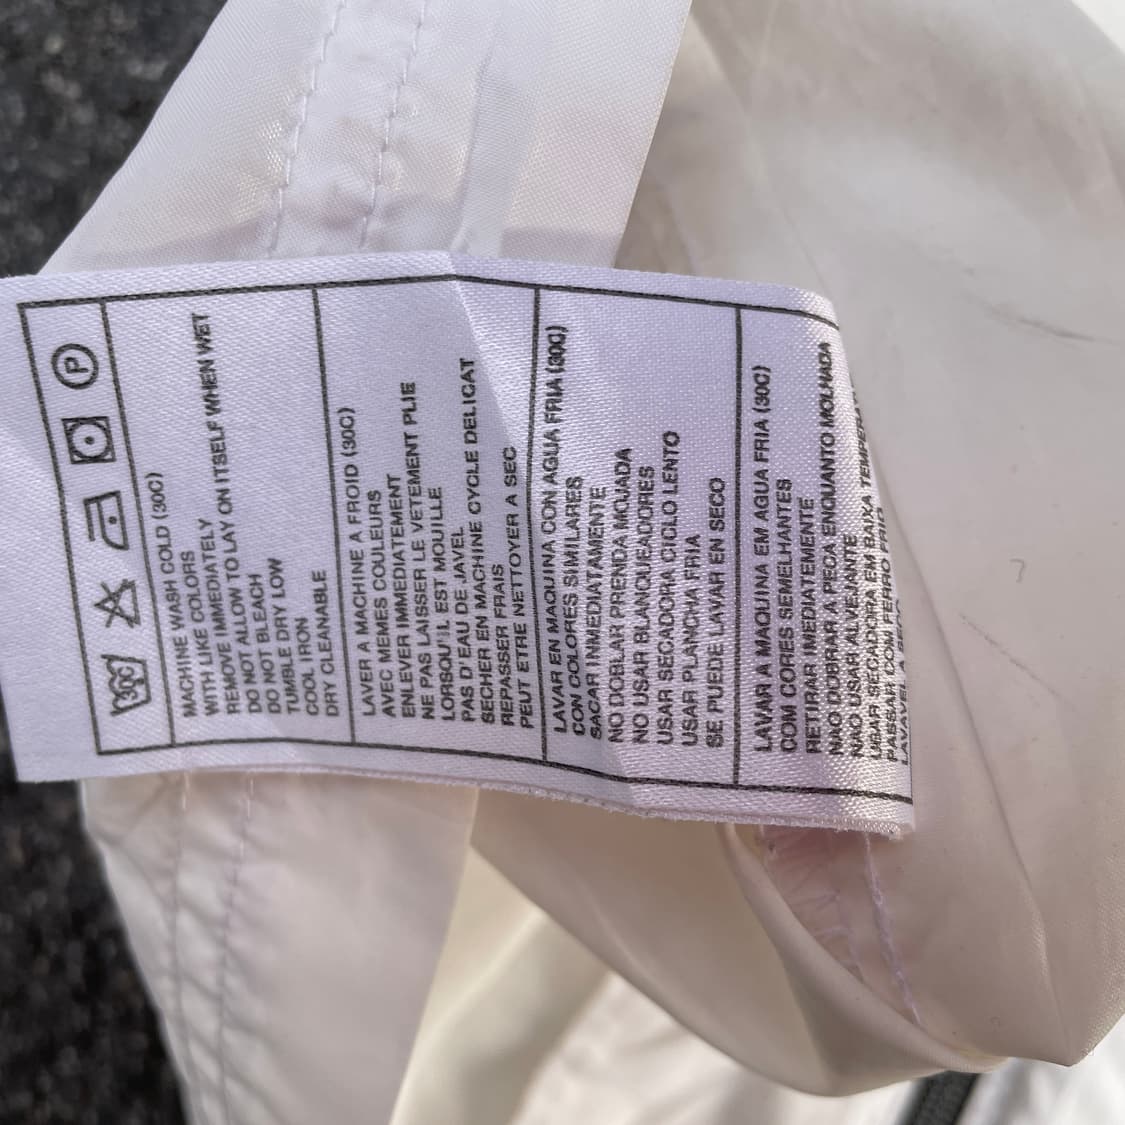 30C
P
MACHINE WASH COLD (30C)
WITH LIKE COLORS
REMOVE IMMEDIATELY
DO NOT ALLOW TO LAY ON ITSELF WHEN WET
DO NOT BLEACH
TUMBLE DRY LOW
COOL IRON
DRY CLEANABLE
LAVER A MACHINE A FROID (30C)
AVEC MEMES COULEURS
ENLEVER IMMEDIATEMENT
NE PAS LAISSER LE VETEMENT PLIE
LORSQU'IL EST MOUILLE
PAS D'EAU DE JAVEL
SECHER EN MACHINE CYCLE DELICAT
REPASSER FRAIS
PEUT ETRE NETTOYER A SEC
LAVAR EN MAQUINA CON AGUA FRIA (30C)
CON COLORES SIMILARES
SACAR INMEDIATAMENTE
NO DOBLAR PRENDA MOJADA
NO USAR BLANQUEADORES
USAR SECADORA CICLO LENTO
USAR PLANCHA FRIA
SE PUEDE LAVAR EN SECO
LAVAR A MAQUINA EM AGUA FRIA (30C)
COM CORES SEMELHANTES
RETIRAR IMEDIATAMENTE
NAO DOBRAR A PECA ENQUANTO MOLHADA
NAO USAR ALVEJANTE
USAR SECADORA EM BAIXA
PASSAR COM FERRO FRIO